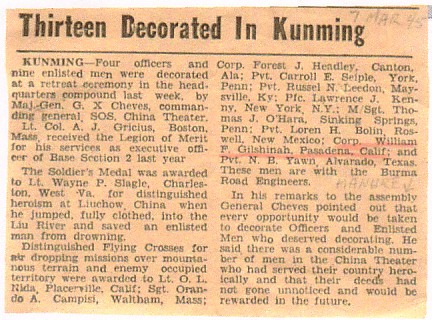 7 MAR 45
Thirteen Decorated In Kunming
KUNMING—Four officers and
nine enlisted men were decorated
at a retreat ceremony in the head-
quarters compound last week, by
Maj-Gen. G. X Cheves, comman-
ding general, SOS, China Theater.
Lt. Col. A. J. Gricius, Boston,
Mass, received the Legion of Merit
for his services as executive offi-
cer of Base Section 2 last year
The Soldier's Medal was awarded
to Lt. Wayne P. Slagle, Charles-
ton, West Va. for distinguished
heroism at Liuchow, China when
he jumped, fully clothed, into the
Liu River and saved an enlisted
man from drowning.
Distinguished Flying Crosses for
air dropping missions over mounta-
nous terrain and enemy occupied
territory were awarded to Lt. O. L.
Nida, Placerville, Calif; Sgt. Oran-
do A. Campisi, Waltham, Mass;
Corp. Forest J. Headley, Canton,
Ala; Pvt. Carroll E. Seiple, York,
Penn; Pvt. Russel N. Leedon, May-
sville, Ky; Pfc. Lawrence J. Ken-
ny, New York, N.Y.; M/Sgt. Tho-
mas J. O'Hara, Sinking Springs,
Penn; Pvt. Loren H. Bolin, Ros-
well, New Mexico; Corp. William
F. Gelshinah, Pasadena, Calif; and
Pvt. N. B. Yawn, Alvarado, Texas.
These men are with the Burma
Road Engineers.
In his remarks to the assembly
General Cheves pointed out that
every opportunity would be taken
to decorate Officers and Enlisted
Men who deserved decorating. He
said there was a considerable num-
ber of men in the China Theater
who had served their country hero-
ically and that their deeds had
not gone unnoticed and would be
rewarded in the future.